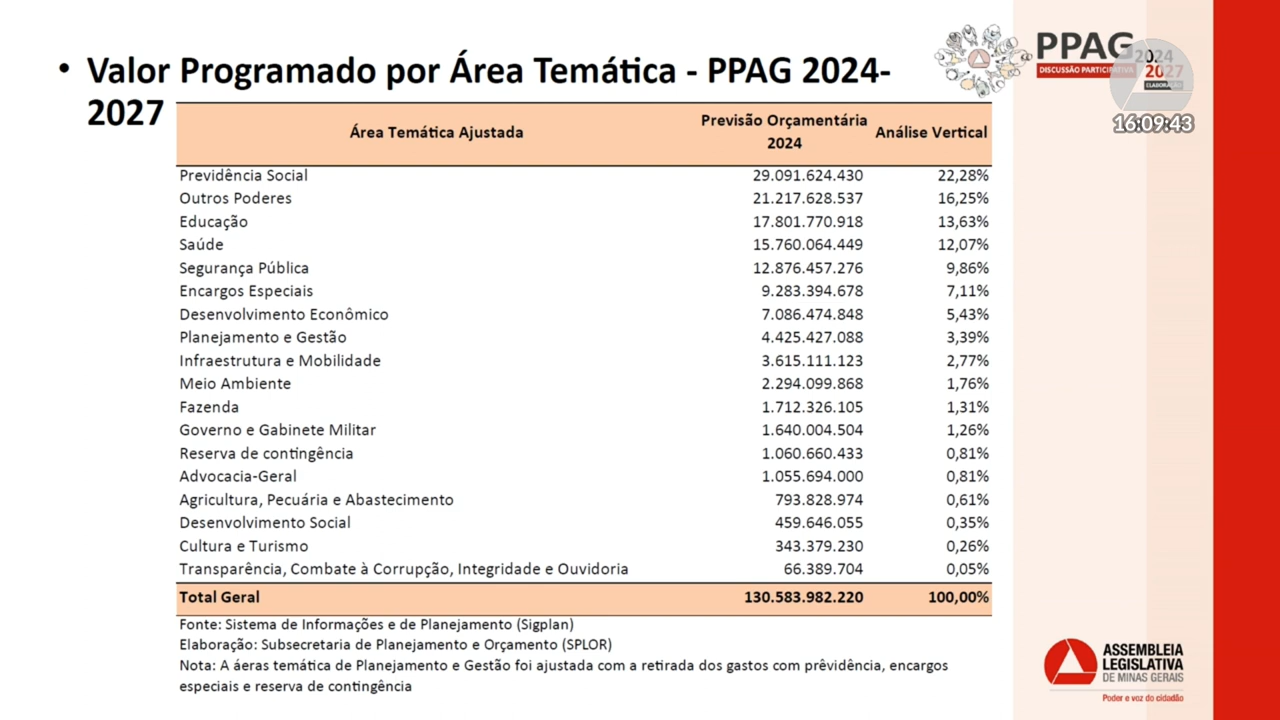 • Valor Programado por Área Temática - PPAG 2024-
2027
PPAG 2024
2027
DISCUSSÃO PARTICIPATIVA
ELABORAÇÃO
16:09:43
Área Temática Ajustada Previsão Orçamentária 2024 Análise Vertical
Previdência Social 29.091.624.430 22,28%
Outros Poderes 21.217.628.537 16,25%
Educação 17.801.770.918 13,63%
Saúde 15.760.064.449 12,07%
Segurança Pública 12.876.457.276 9,86%
Encargos Especiais 9.283.394.678 7,11%
Desenvolvimento Econômico 7.086.474.848 5,43%
Planejamento e Gestão 4.425.427.088 3,39%
Infraestrutura e Mobilidade 3.615.111.123 2,77%
Meio Ambiente 2.294.099.868 1,76%
Fazenda 1.712.326.105 1,31%
Governo e Gabinete Militar 1.640.004.504 1,26%
Reserva de contingência 1.060.660.433 0,81%
Advocacia-Geral 1.055.694.000 0,81%
Agricultura, Pecuária e Abastecimento 793.828.974 0,61%
Desenvolvimento Social 459.646.055 0,35%
Cultura e Turismo 343.379.230 0,26%
Transparência, Combate à Corrupção, Integridade e Ouvidoria 66.389.704 0,05%
Total Geral 130.583.982.220 100,00%
Fonte: Sistema de Informações e de Planejamento (Sigplan)
Elaboração: Subsecretaria de Planejamento e Orçamento (SPLOR)
Nota: A áeras temática de Planejamento e Gestão foi ajustada com a retirada dos gastos com prêvidência, encargos
especiais e reserva de contingência
ASSEMBLEIA
LEGISLATIVA
DE MINAS GERAIS
Poder e voz do cidadão